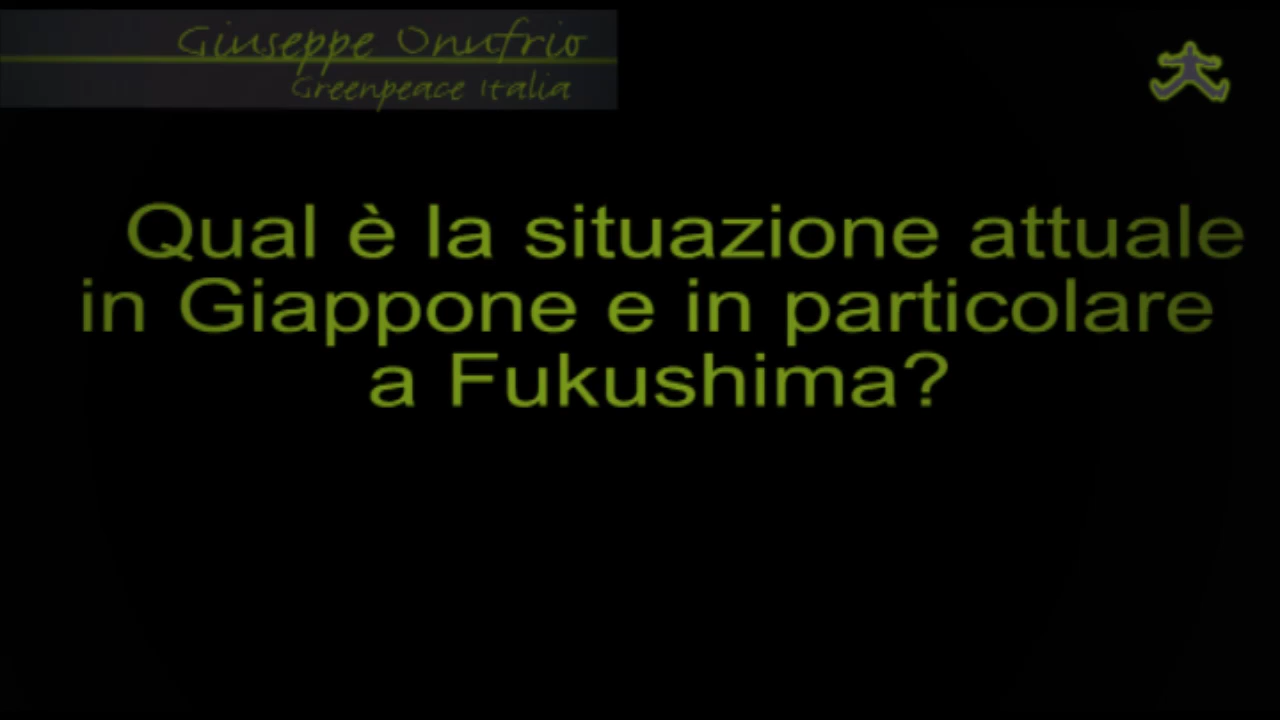 Giuseppe Onufrio
Greenpeace Italia
Qual è la situazione attuale
in Giappone e in particolare
a Fukushima?